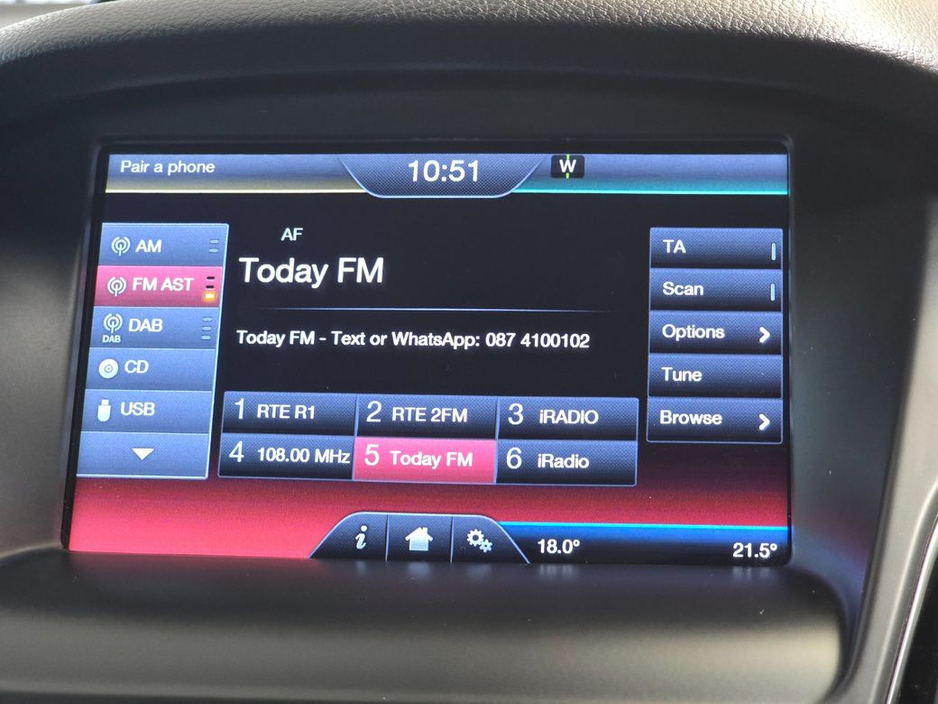 Pair a phone
10:51
W
AM
FM AST
DAB
DAB
CD
USB
AF
Today FM
Today FM - Text or WhatsApp: 087 4100102
1 RTE R1
2 RTE 2FM
3 iRADIO
4 108.00 MHz
5 Today FM
6 iRadio
TA
Scan
Options
Tune
Browse
i
18.0°
21.5°